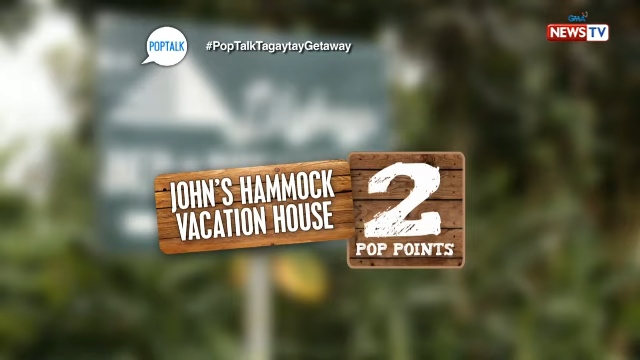 POPTALK
#PopTalkTagaytayGetaway
GMA
NEWS TV
JOHN'S HAMMOCK
VACATION HOUSE
2
POP POINTS